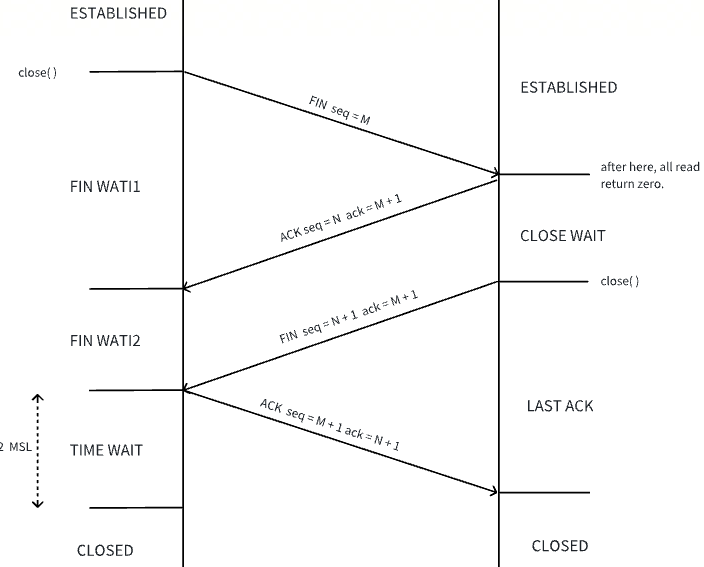 ESTABLISHED
close( )
FIN seq = M
ESTABLISHED
after here, all read
return zero.
FIN WATI1
ACK seq = N ack = M + 1
CLOSE WAIT
close( )
FIN seq = N + 1 ack = M + 1
FIN WATI2
ACK seq = M + 1 ack = N + 1
LAST ACK
2 MSL
TIME WAIT
CLOSED
CLOSED